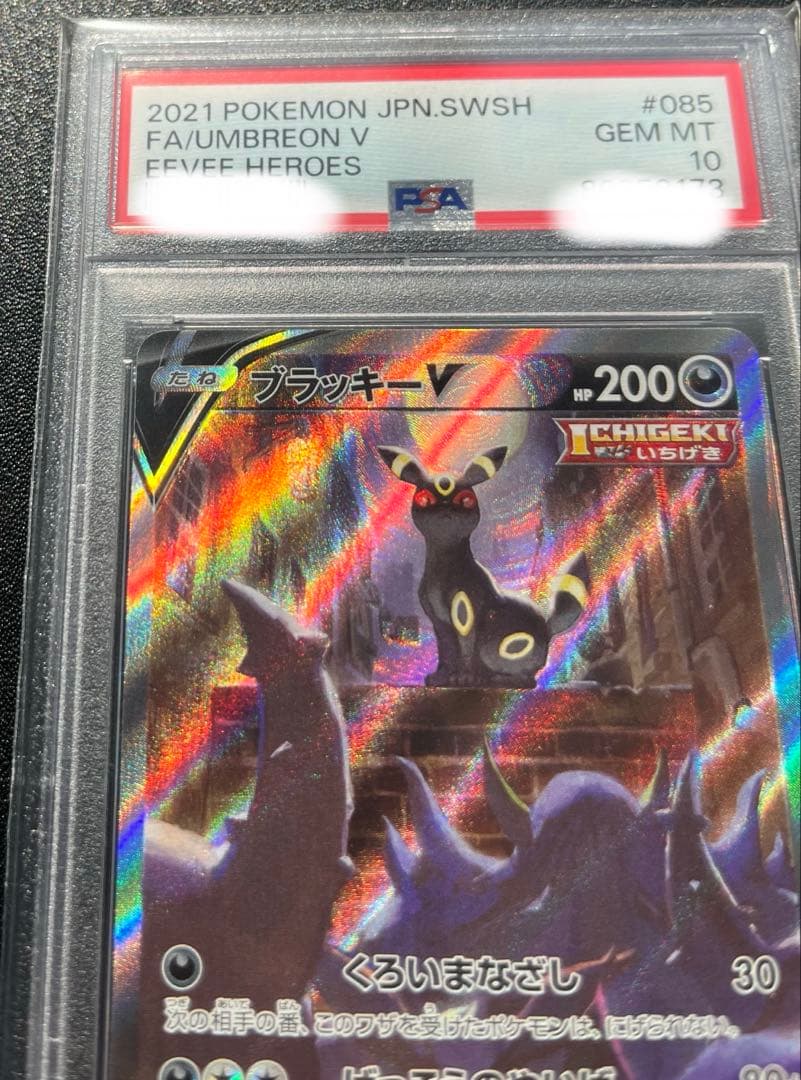 2021 POKEMON JPN.SWSH #085
FA/UMBREON V GEM MT
EEVEE HEROES 10
PSA
たね ブラッキーV HP 200
ICHIGEKI
いちげき
くろいまなざし 30
次の相手の番、このワザを受けたポケモンは、にげられない。